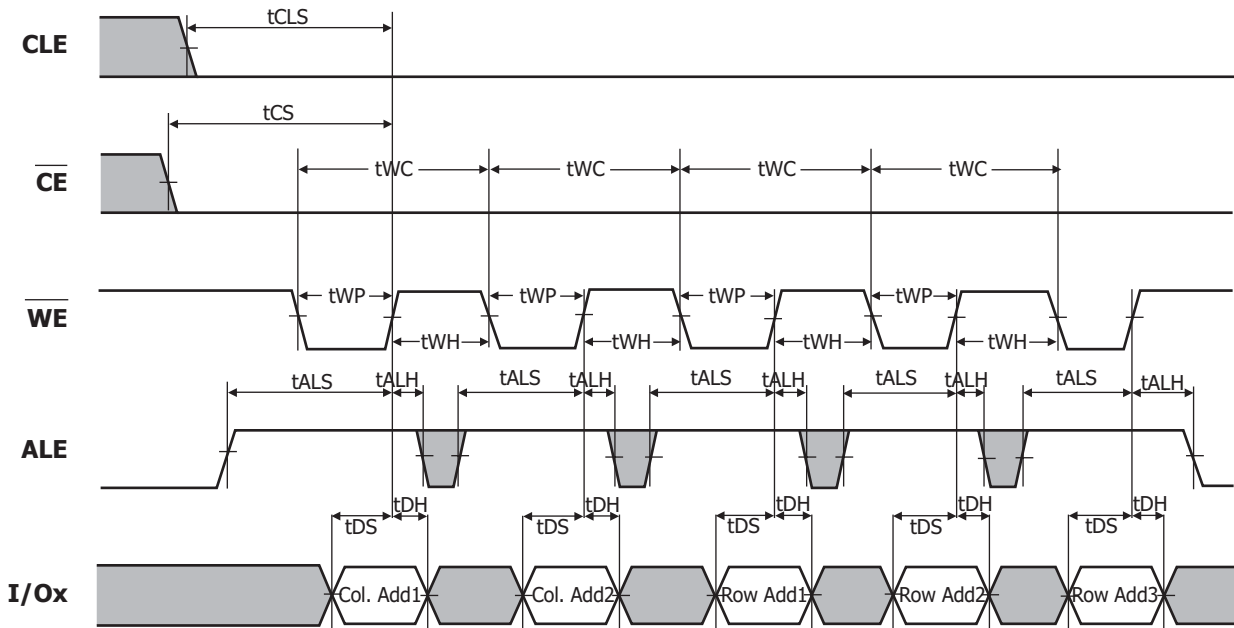 tCLS
CLE
tCS
CE
tWC tWC tWC tWC
WE
tWP tWP tWP tWP
tWH tWH tWH tWH
tALS tALH tALS tALH tALS tALH tALS tALH tALS tALH
ALE
tDS tDH tDS tDH tDS tDH tDS tDH tDS tDH
I/Ox
Col. Add1 Col. Add2 Row Add1 Row Add2 Row Add3